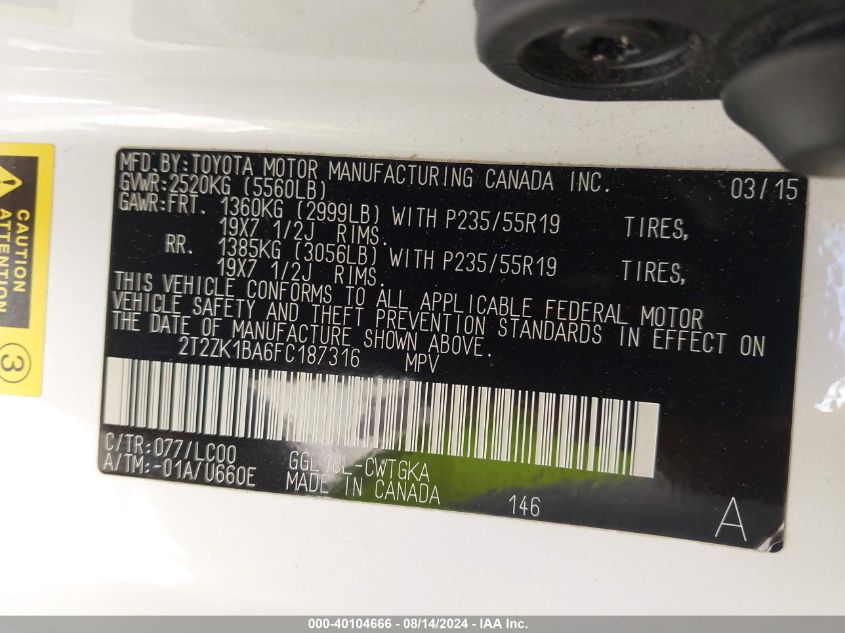 CAUTION
ATTENTION
3
MFD.BY:TOYOTA MOTOR MANUFACTURING CANADA INC. 03/15
GVWR:2520KG (5560LB)
GAWR:FRT. 1360KG (2999LB) WITH P235/55R19 TIRES,
19X7 1/2J RIMS.
RR. 1385KG (3056LB) WITH P235/55R19 TIRES,
19X7 1/2J RIMS.
THIS VEHICLE CONFORMS TO ALL APPLICABLE FEDERAL MOTOR
VEHICLE SAFETY AND THEFT PREVENTION STANDARDS IN EFFECT ON
THE DATE OF MANUFACTURE SHOWN ABOVE.
2T2ZK1BA6FC187316 MPV
C/TR:077/LC00 GGL10L-CWTGKA
A/TM:-01A/U660E MADE IN CANADA
146
A
000-40104666 - 08/14/2024 - IAA Inc.